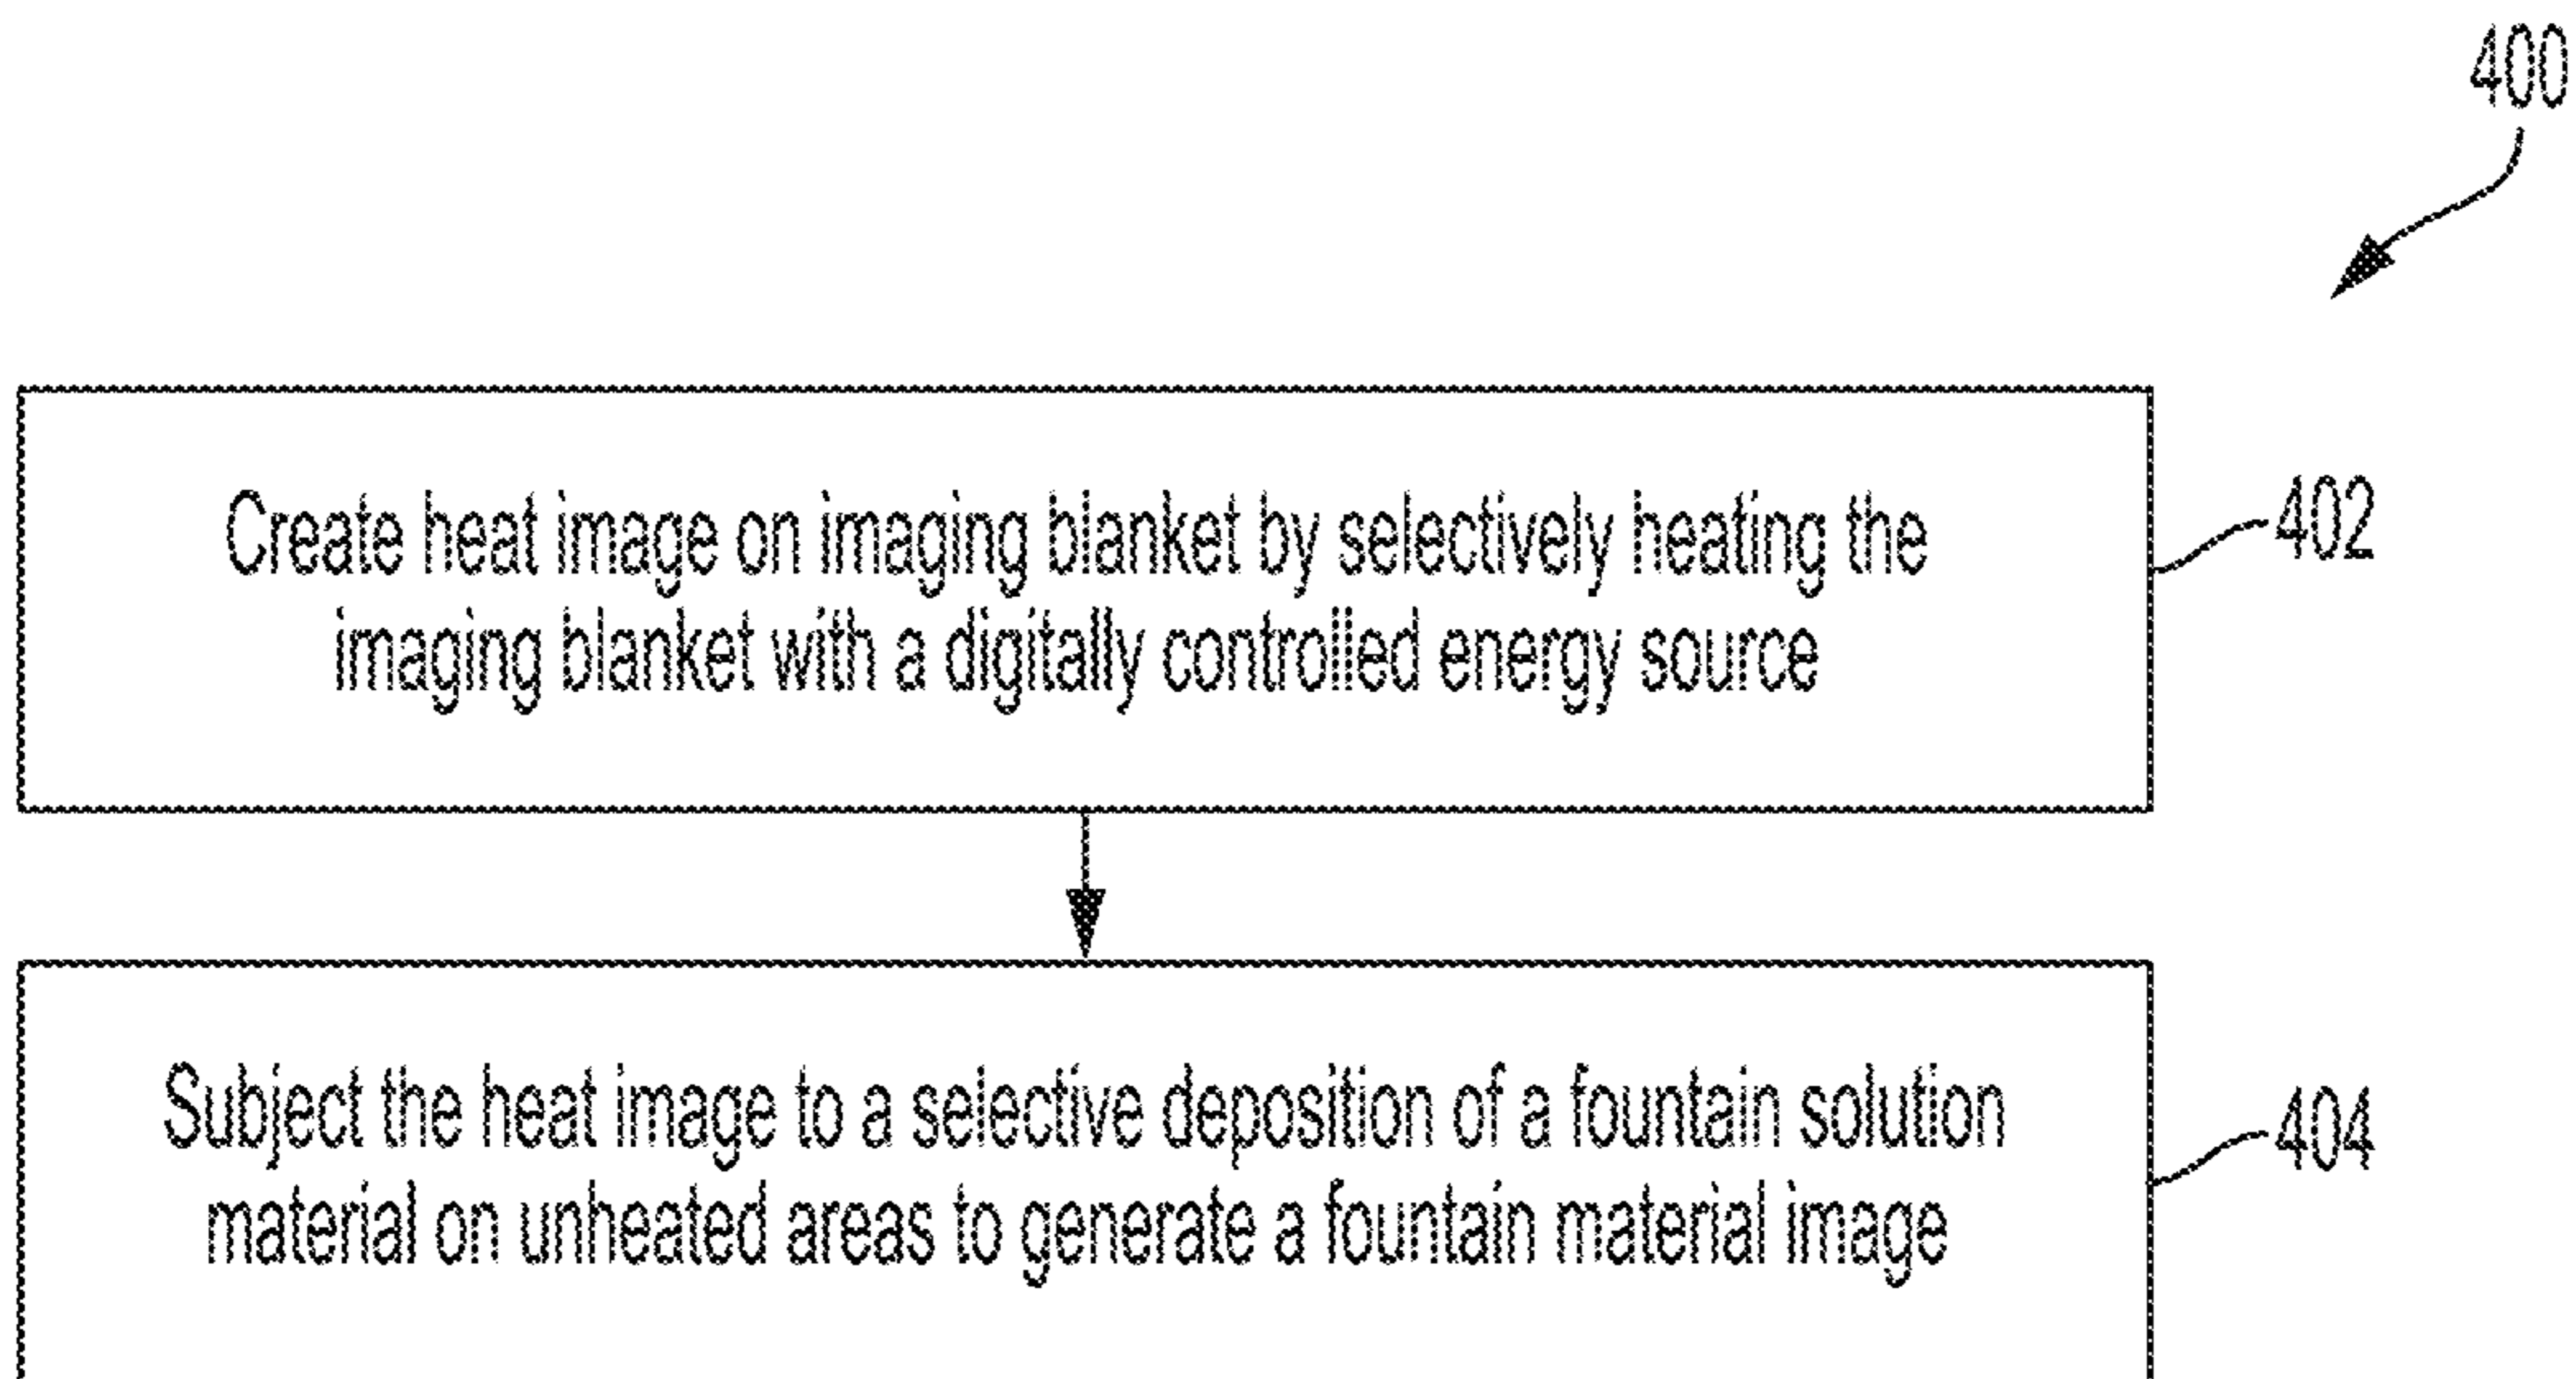 400
Create heat image on imaging blanket by selectively heating the
imaging blanket with a digitally controlled energy source
402
Subject the heat image to a selective deposition of a fountain solution
material on unheated areas to generate a fountain material image
404